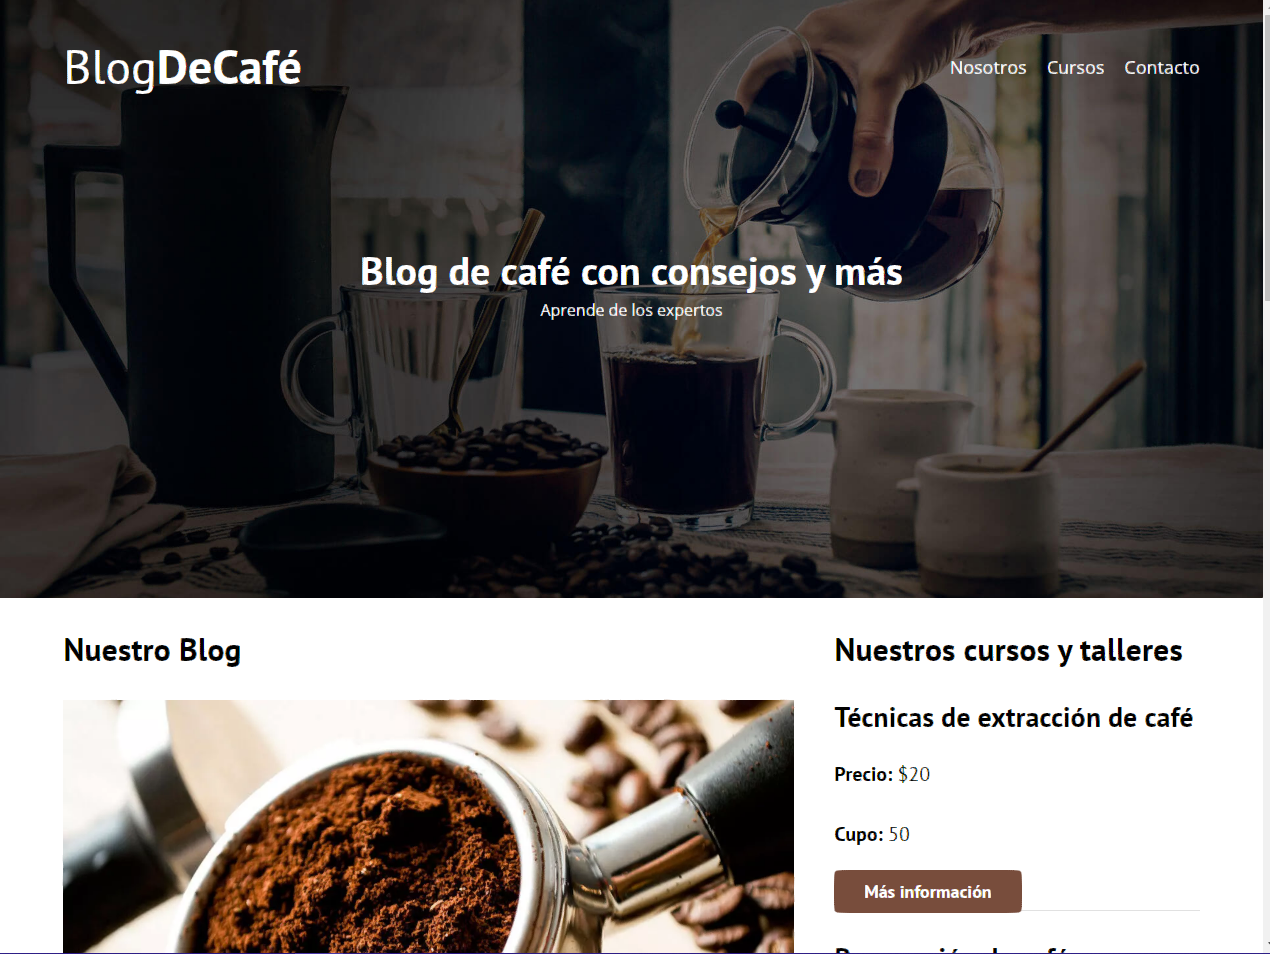 BlogDeCafé
Nosotros Cursos Contacto
Blog de café con consejos y más
Aprende de los expertos
Nuestro Blog
Nuestros cursos y talleres
Técnicas de extracción de café
Precio: $20
Cupo: 50
Más información